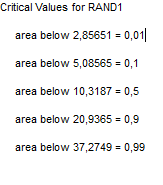 Critical Values for RAND1
area below 2,85651 = 0,01
area below 5,08565 = 0,1
area below 10,3187 = 0,5
area below 20,9365 = 0,9
area below 37,2749 = 0,99